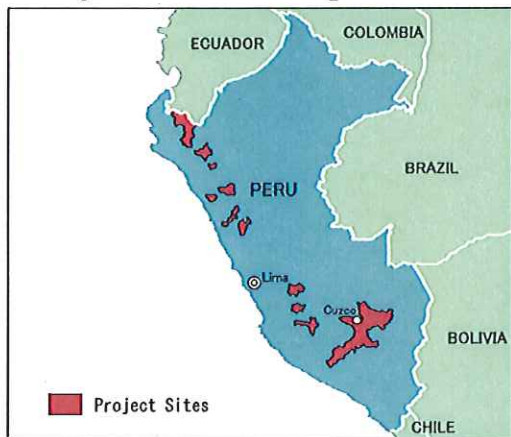 COLOMBIA
ECUADOR
BRAZIL
PERU
Lima
Cuzco
BOLIVIA
Project Sites
CHILE